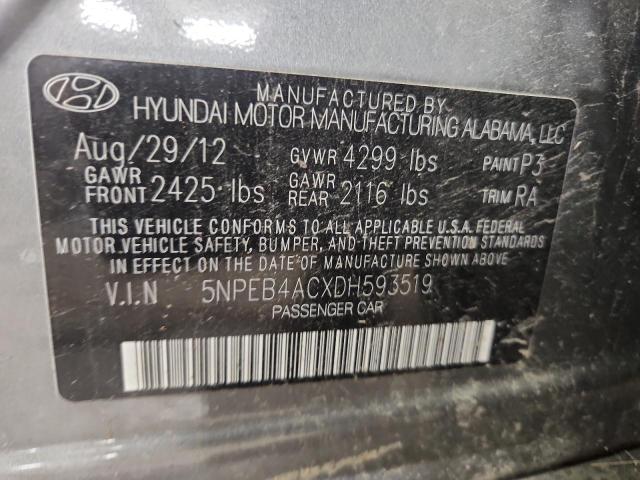 MANUFACTURED BY
HYUNDAI MOTOR MANUFACTURING ALABAMA, LLC
Aug/29/12 GVWR 4299 lbs PAINT P3
GAWR FRONT 2425 lbs GAWR REAR 2116 lbs TRIM RA
THIS VEHICLE CONFORMS TO ALL APPLICABLE U.S.A. FEDERAL
MOTOR VEHICLE SAFETY, BUMPER, AND THEFT PREVENTION STANDARDS
IN EFFECT ON THE DATE OF MANUFACTURE SHOWN ABOVE.
V.I.N 5NPEB4ACXDH593519
PASSENGER CAR